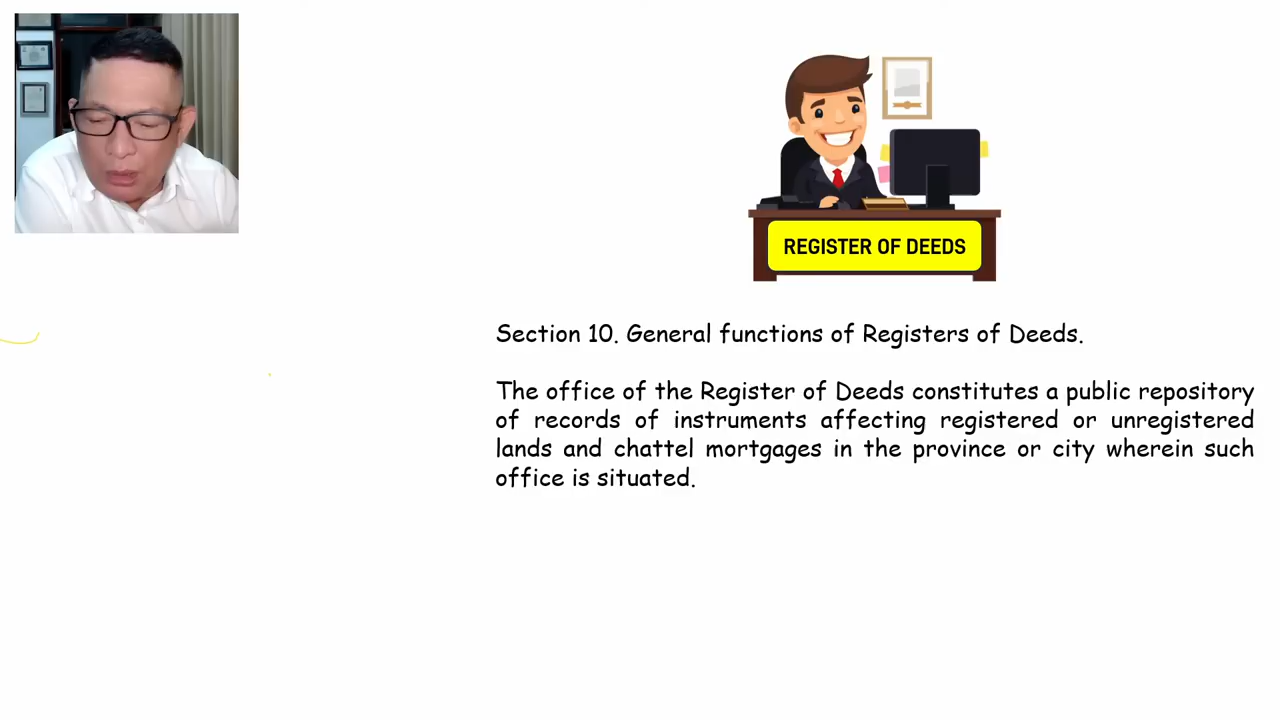 REGISTER OF DEEDS
Section 10. General functions of Registers of Deeds.
The office of the Register of Deeds constitutes a public repository
of records of instruments affecting registered or unregistered
lands and chattel mortgages in the province or city wherein such
office is situated.